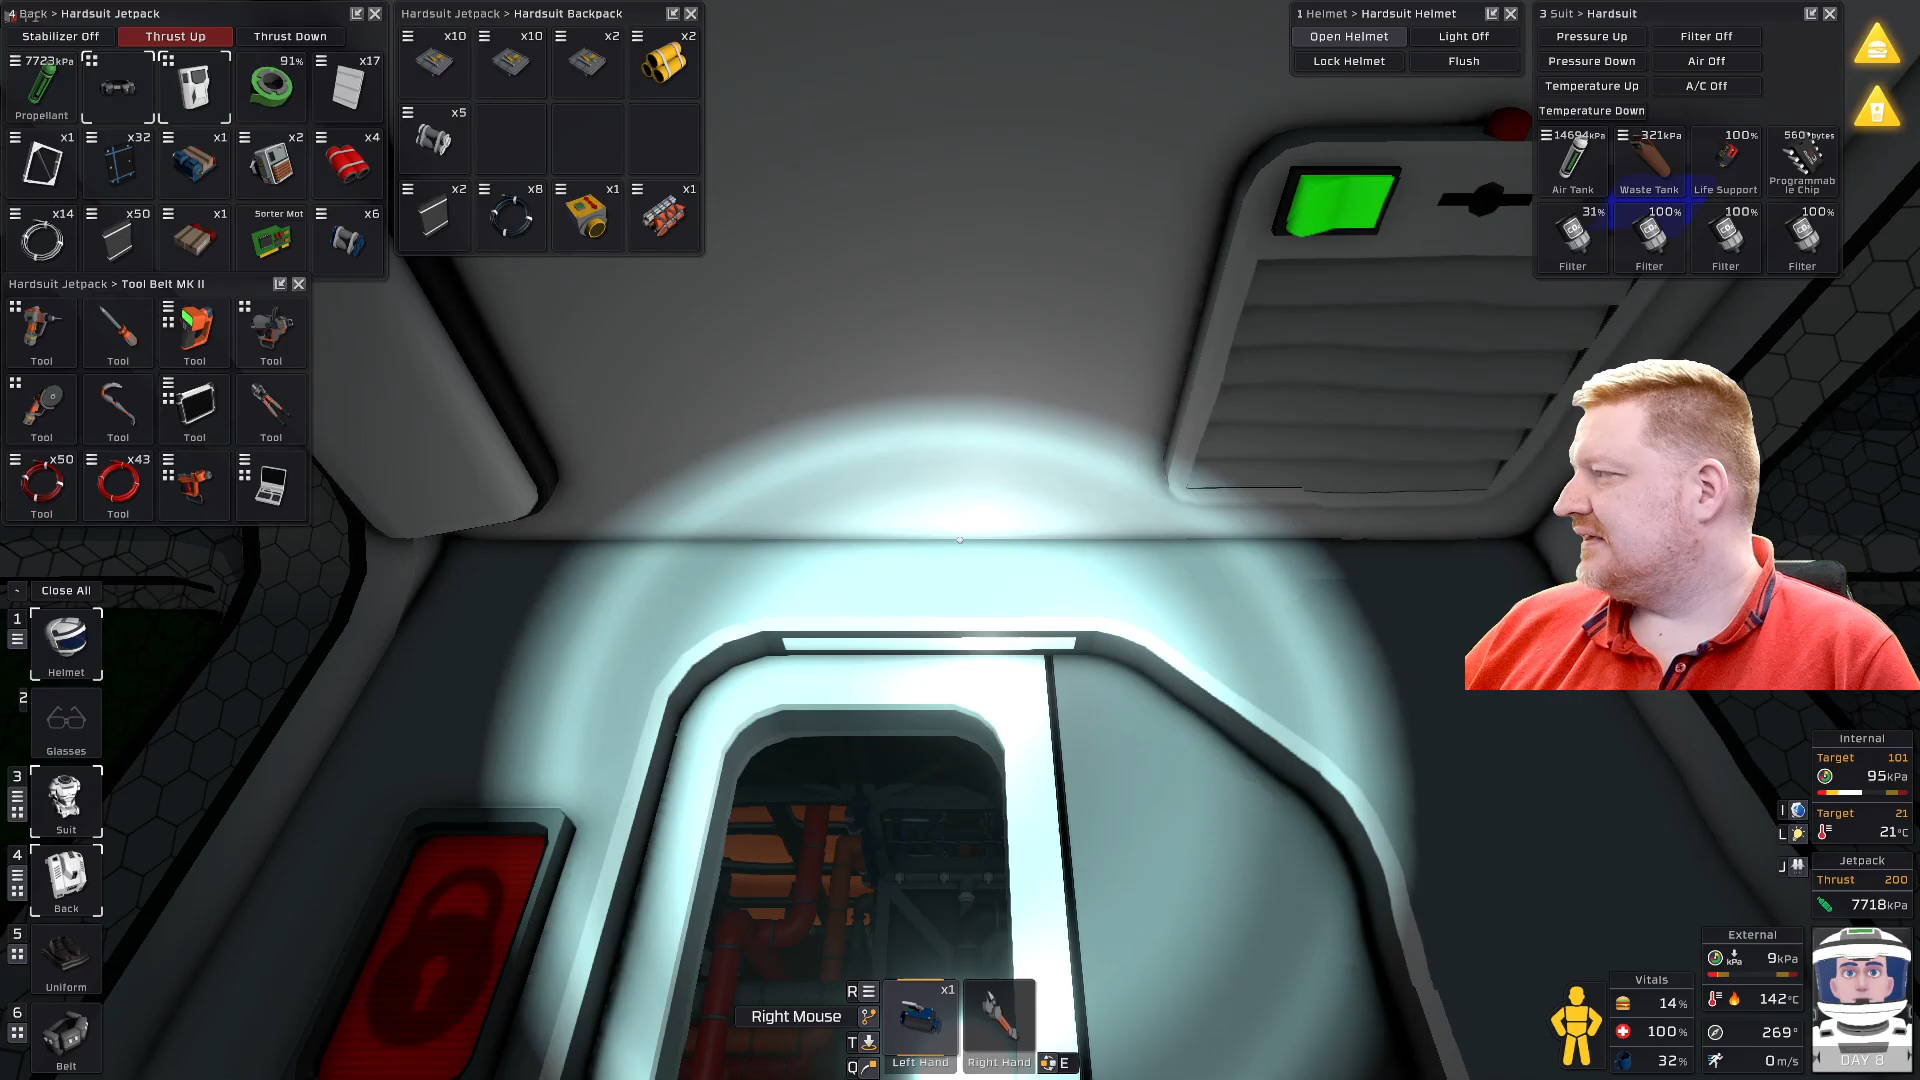 4 Back > Hardsuit Jetpack
Stabilizer Off
Thrust Up
Thrust Down
7723kPa
Propellant
91%
x17
x1
x32
x1
x2
x4
x14
x50
x1
Sorter Mot
x6
Hardsuit Jetpack > Hardsuit Backpack
x10
x10
x2
x2
x5
x2
x8
x1
x1
Hardsuit Jetpack > Tool Belt MK II
Tool
Tool
Tool
Tool
Tool
Tool
Tool
Tool
x50
x43
Tool
Tool
1 Helmet > Hardsuit Helmet
Open Helmet
Light Off
Lock Helmet
Flush
3 Suit > Hardsuit
Pressure Up
Filter Off
Pressure Down
Air Off
Temperature Up
A/C Off
Temperature Down
14694kPa
321kPa
100%
560 bytes
Air Tank
Waste Tank
Life Support
Programmab
le Chip
31%
100%
100%
100%
Filter
Filter
Filter
Filter
~
Close All
1
Helmet
2
Glasses
3
Suit
4
Back
5
Uniform
6
Belt
R
x1
Right Mouse
T
Q
Left Hand
Right Hand
E
Internal
Target 101
95kPa
Target 21
21°C
I
L
J
Jetpack
Thrust 200
7718kPa
External
kPa
9kPa
142°C
269°
0m/s
Vitals
14%
100%
32%
DAY 8